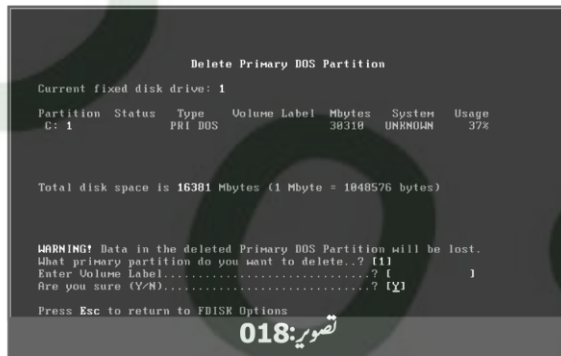 Delete Primary DOS Partition
Current fixed disk drive: 1
Partition Status Type Volume Label Mbytes System Usage
C: 1 PRI DOS 30310 UNKNOWN 37%
Total disk space is 16381 Mbytes (1 Mbyte = 1048576 bytes)
WARNING! Data in the deleted Primary DOS Partition will be lost.
What primary partition do you want to delete..? [1]
Enter Volume Label.................................? [ ]
Are you sure (Y/N).................................? [Y]
Press Esc to return to FDISK Options
تصویر:018